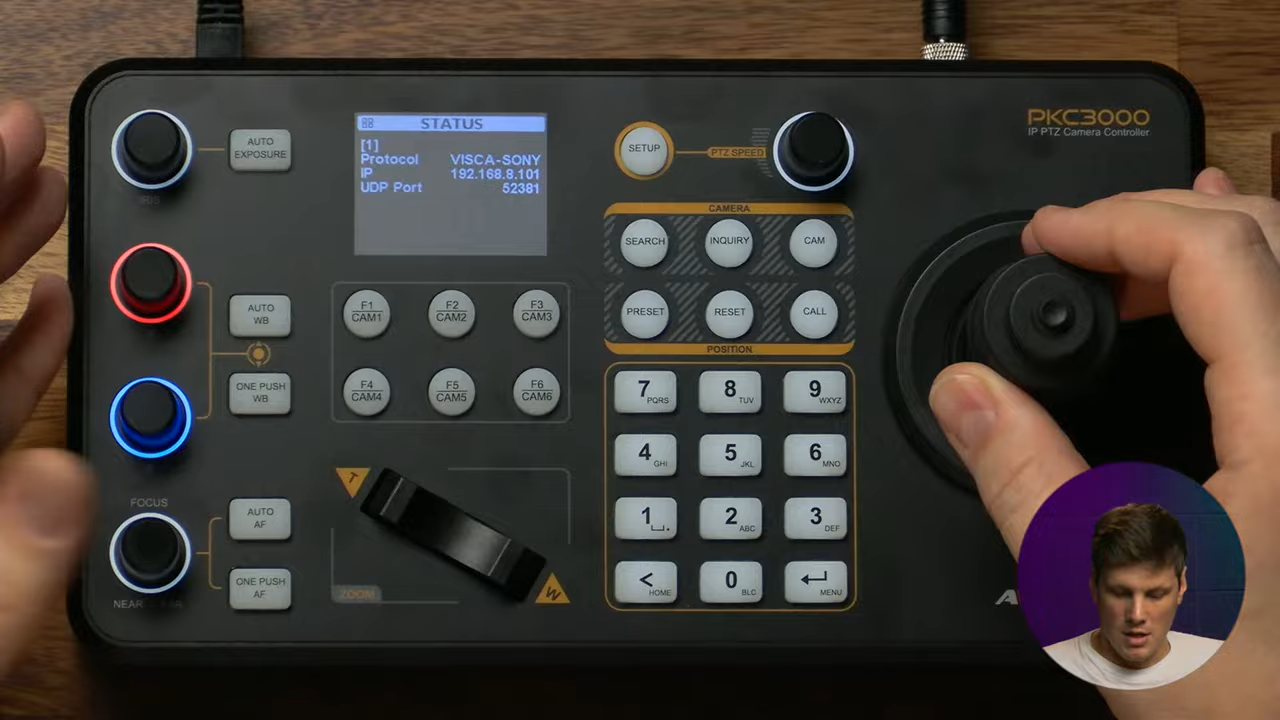 PKC3000
IP PTZ Camera Controller
AUTO
EXPOSURE
STATUS
[1]
Protocol VISCA-SONY
IP 192.168.8.101
UDP Port 52381
SETUP
PTZ SPEED
CAMERA
SEARCH
INQUIRY
CAM
PRESET
RESET
CALL
POSITION
AUTO
WB
ONE PUSH
WB
F1
CAM1
F2
CAM2
F3
CAM3
F4
CAM4
F5
CAM5
F6
CAM6
7 PQRS
8 TUV
9 WXYZ
4 GHI
5 JKL
6 MNO
1
2 ABC
3 DEF
< HOME
0 BLC
MENU
T
W
ZOOM
FOCUS
NEAR FAR
AUTO
AF
ONE PUSH
AF